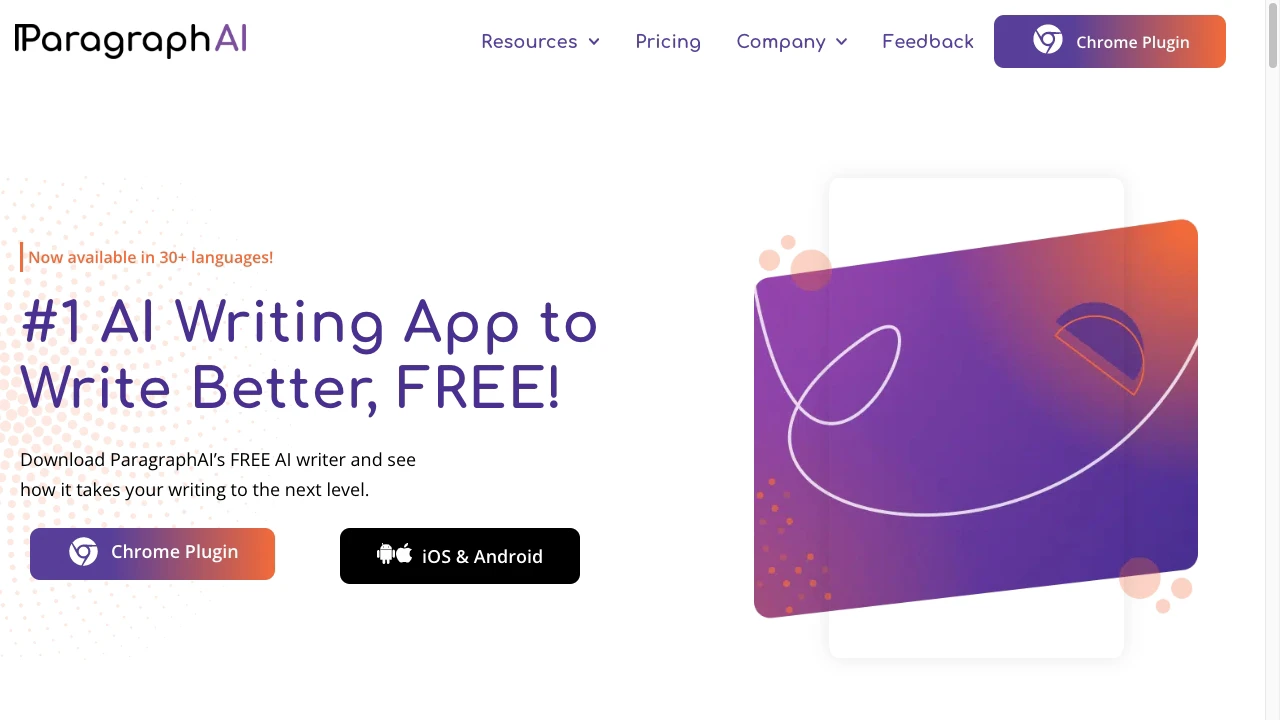 ParagraphAI
Resources
Pricing
Company
Feedback
Chrome Plugin
Now available in 30+ languages!
#1 AI Writing App to
Write Better, FREE!
Download ParagraphAI’s FREE AI writer and see
how it takes your writing to the next level.
Chrome Plugin
iOS & Android